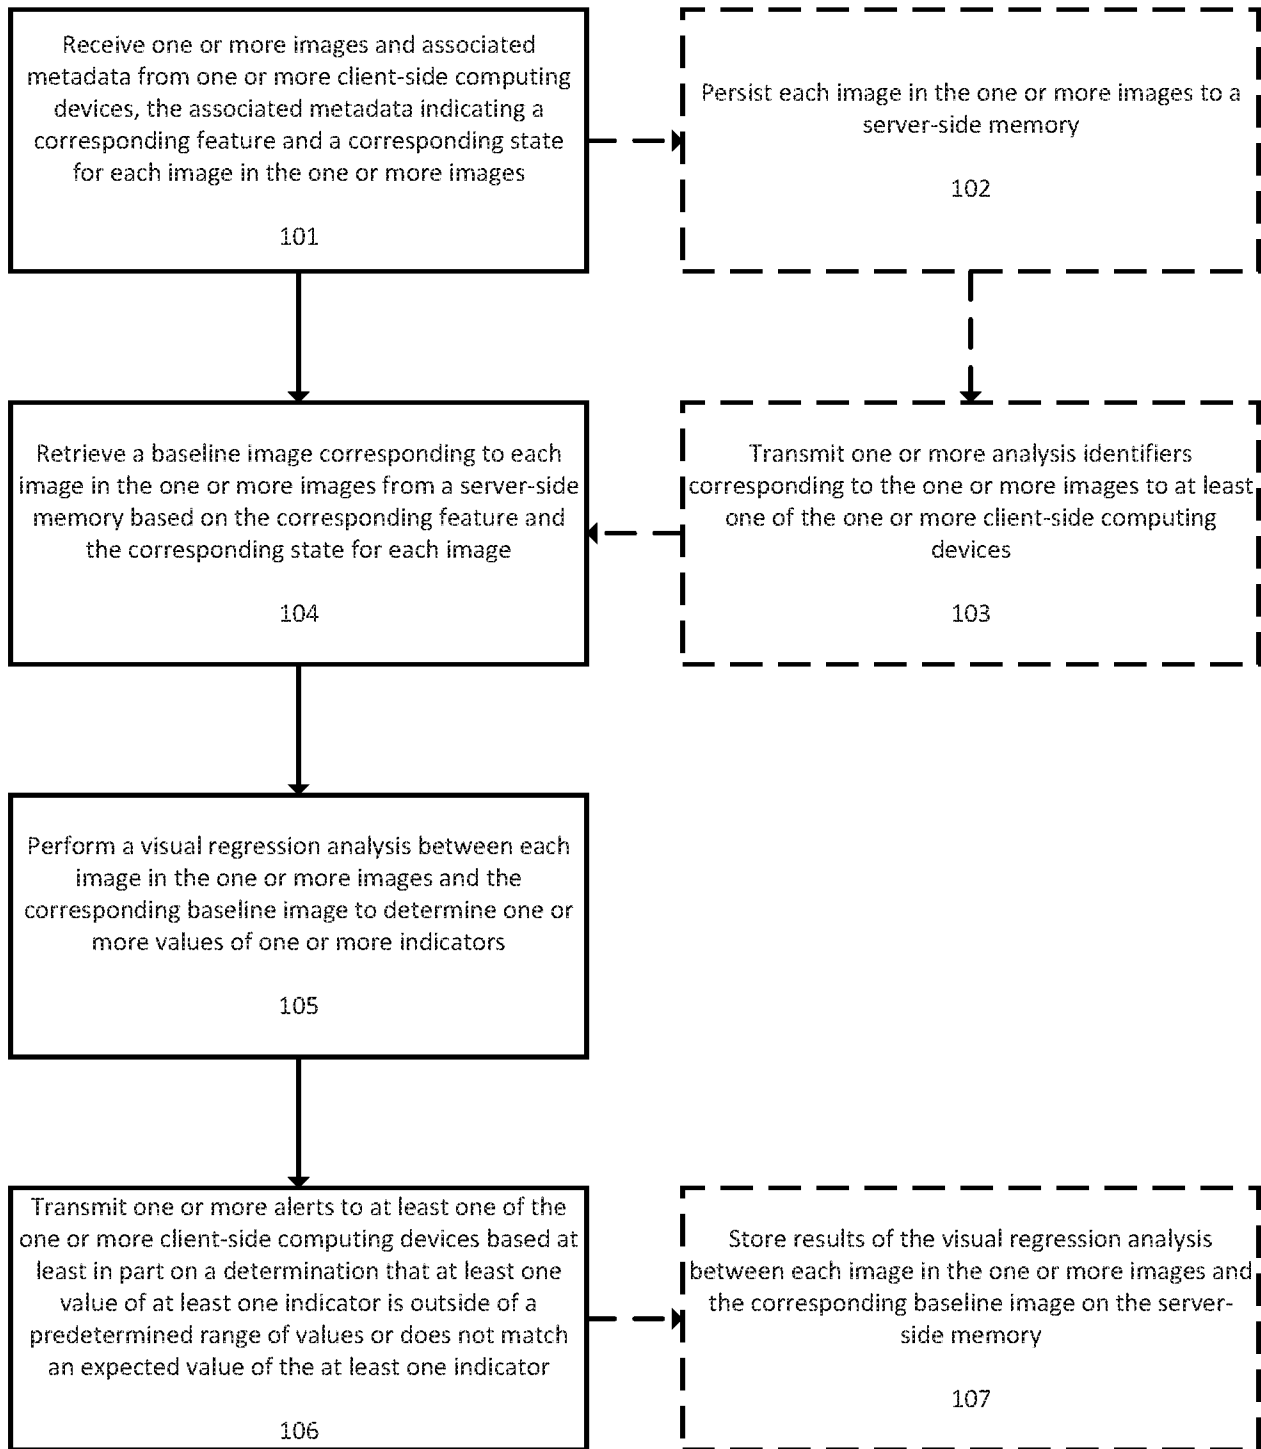 Receive one or more images and associated
metadata from one or more client-side computing
devices, the associated metadata indicating a
corresponding feature and a corresponding state
for each image in the one or more images
101
Persist each image in the one or more images to a
server-side memory
102
Retrieve a baseline image corresponding to each
image in the one or more images from a server-side
memory based on the corresponding feature and
the corresponding state for each image
104
Transmit one or more analysis identifiers
corresponding to the one or more images to at least
one of the one or more client-side computing
devices
103
Perform a visual regression analysis between each
image in the one or more images and the
corresponding baseline image to determine one or
more values of one or more indicators
105
Transmit one or more alerts to at least one of the
one or more client-side computing devices based at
least in part on a determination that at least one
value of at least one indicator is outside of a
predetermined range of values or does not match
an expected value of the at least one indicator
106
Store results of the visual regression analysis
between each image in the one or more images and
the corresponding baseline image on the server-
side memory
107